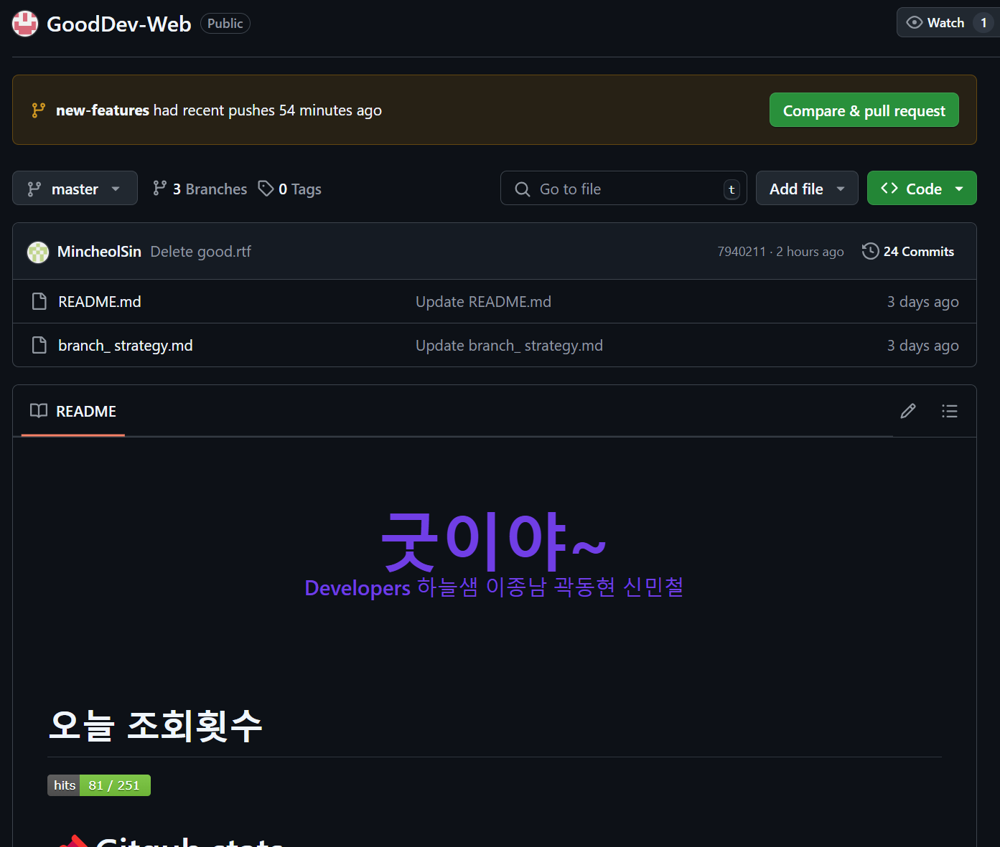 GoodDev-Web Public Watch 1
new-features had recent pushes 54 minutes ago Compare & pull request
master 3 Branches 0 Tags Go to file t Add file Code
MincheolSin Delete good.rtf 7940211 · 2 hours ago 24 Commits
README.md Update README.md 3 days ago
branch_ strategy.md Update branch_ strategy.md 3 days ago
README
굿이야~
Developers 하늘샘 이종남 곽동현 신민철
오늘 조회횟수
hits 81 / 251
Gitgub stats